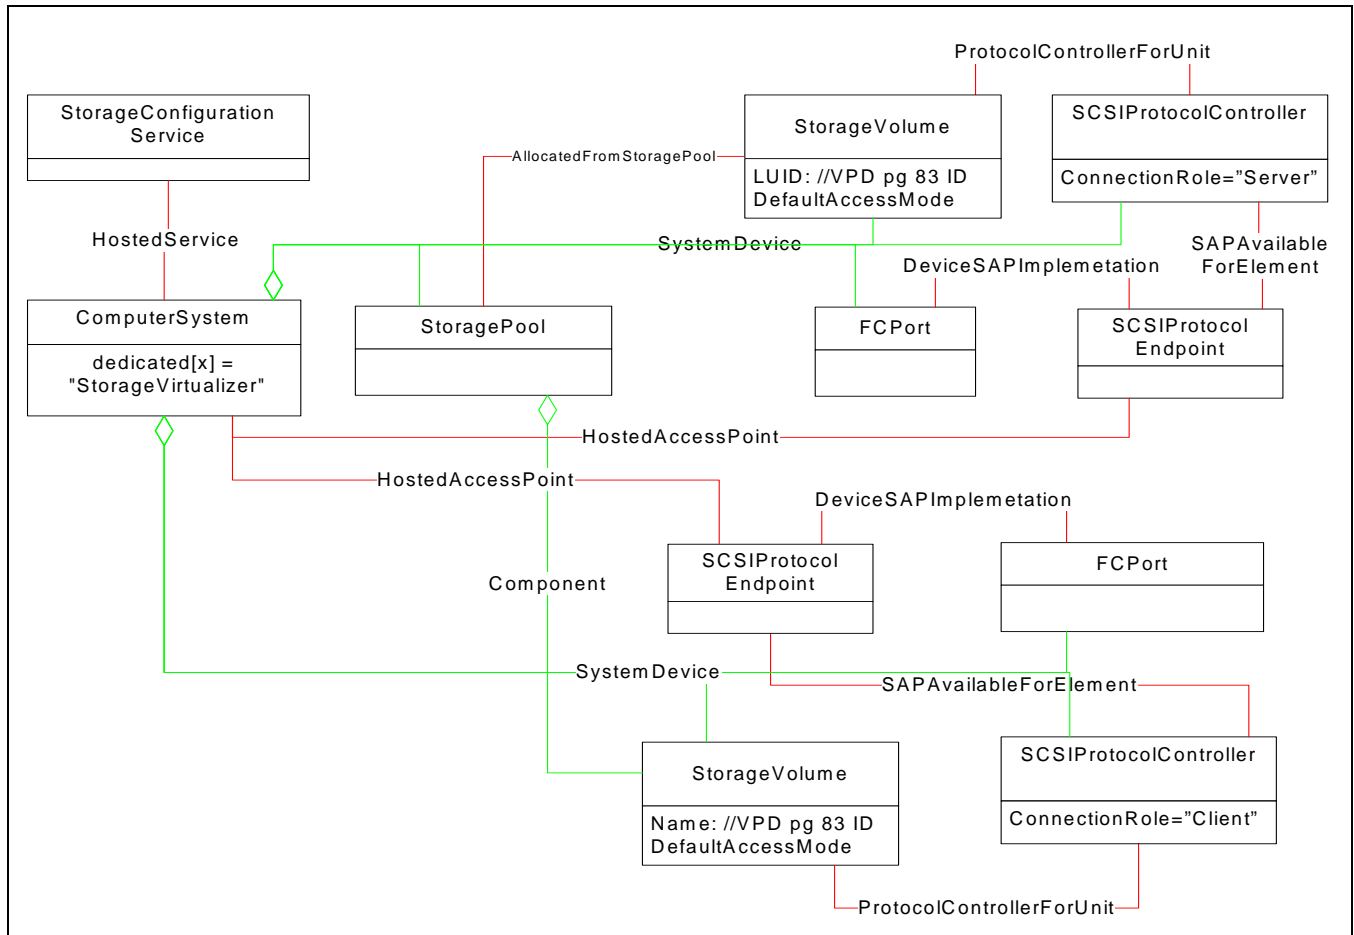 ProtocolControllerForUnit
StorageConfiguration
Service
StorageVolume
LUID: //VPD pg 83 ID
DefaultAccessMode
SCSIProtocolController
ConnectionRole="Server"
AllocatedFromStoragePool
HostedService
SystemDevice
SAPAvailable
ForElement
DeviceSAPImplemetation
ComputerSystem
dedicated[x] =
"StorageVirtualizer"
StoragePool
FCPort
SCSIProtocol
Endpoint
HostedAccessPoint
HostedAccessPoint
DeviceSAPImplemetation
SCSIProtocol
Endpoint
FCPort
Component
SystemDevice
SAPAvailableForElement
StorageVolume
Name: //VPD pg 83 ID
DefaultAccessMode
SCSIProtocolController
ConnectionRole=”Client”
ProtocolControllerForUnit